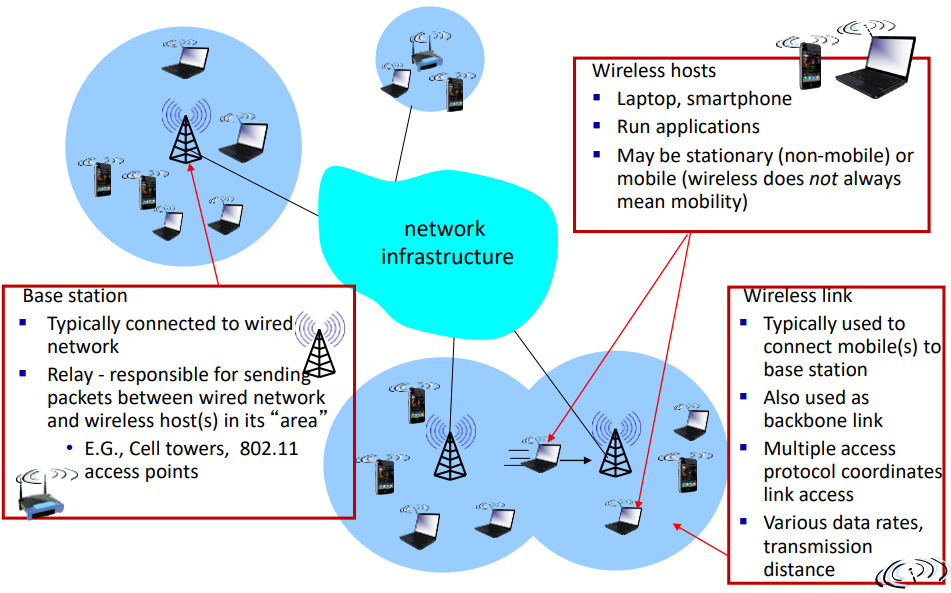 Wireless hosts
▪ Laptop, smartphone
▪ Run applications
▪ May be stationary (non-mobile) or
mobile (wireless does not always
mean mobility)
network
infrastructure
Base station
▪ Typically connected to wired
network
▪ Relay - responsible for sending
packets between wired network
and wireless host(s) in its “area”
• E.G., Cell towers, 802.11
access points
Wireless link
▪ Typically used to
connect mobile(s) to
base station
▪ Also used as
backbone link
▪ Multiple access
protocol coordinates
link access
▪ Various data rates,
transmission
distance